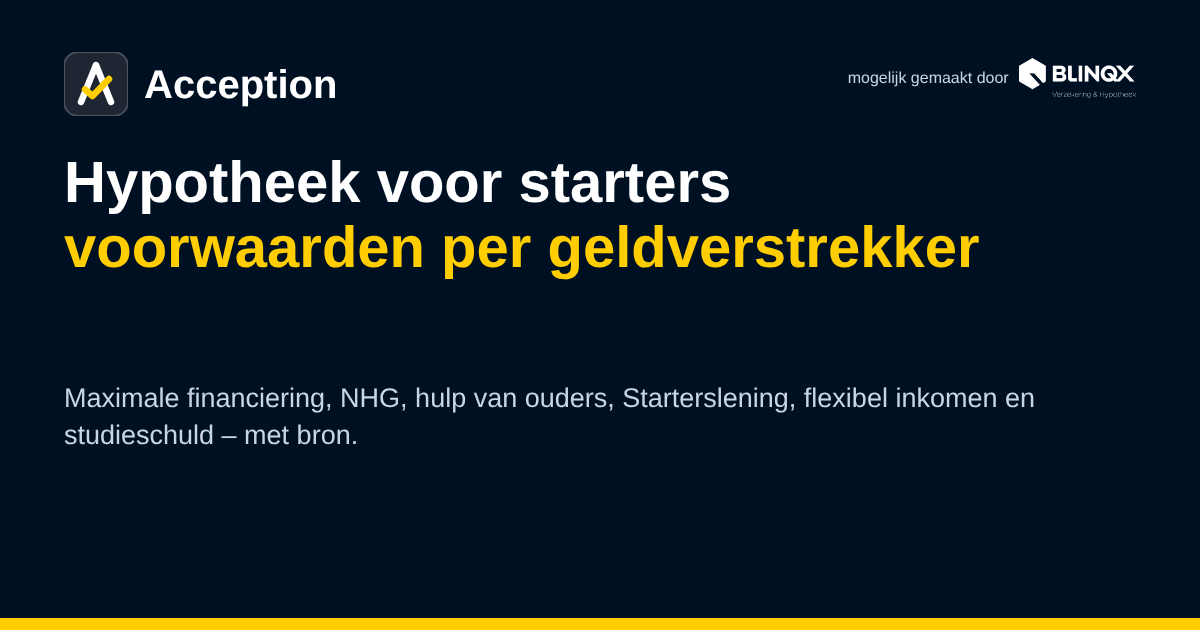 Acception
mogelijk gemaakt door
BLINQX
Verzekering & Hypotheek
Hypotheek voor starters
voorwaarden per geldverstrekker
Maximale financiering, NHG, hulp van ouders, Starterslening, flexibel inkomen en
studieschuld – met bron.